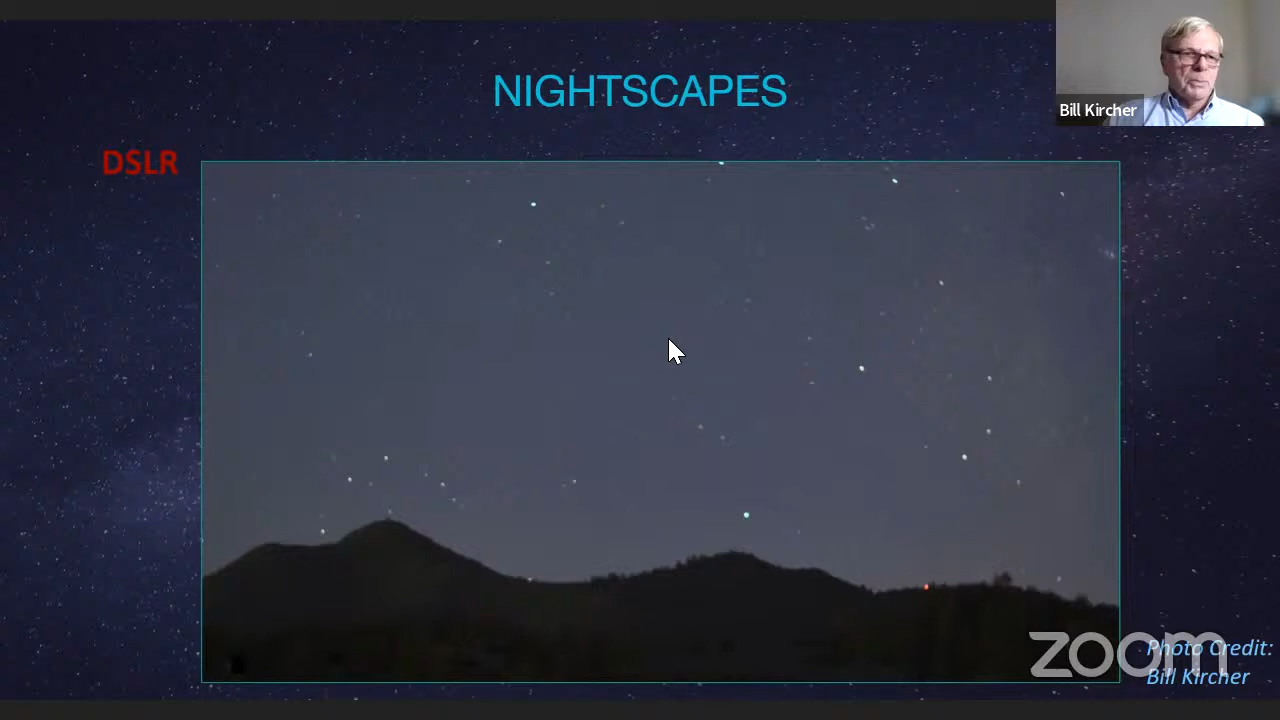 NIGHTSCAPES
Bill Kircher
DSLR
zoom
Photo Credit:
Bill Kircher